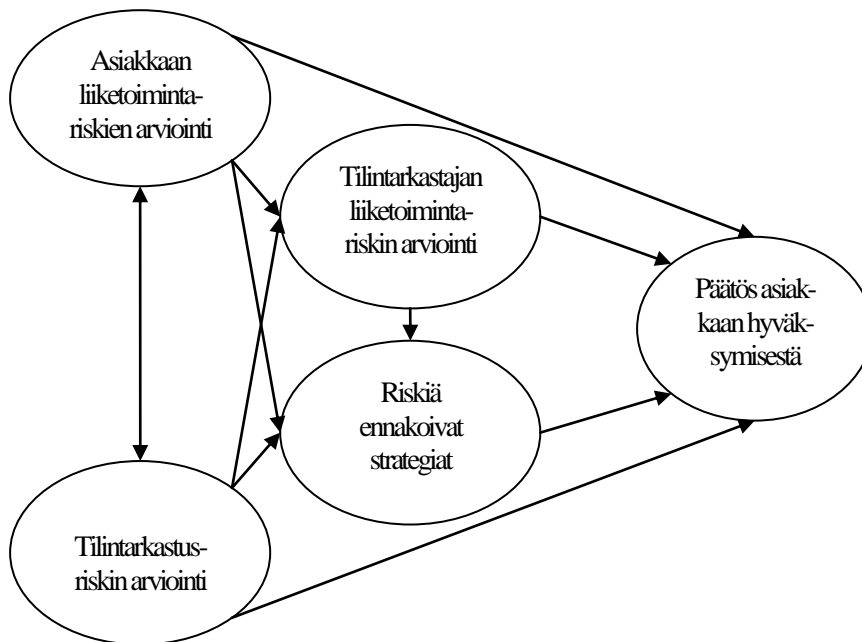 Asiakkaan
liiketoiminta-
riskien arviointi
Tilintarkastajan
liiketoiminta-
riskin arviointi
Päätös asiak-
kaan hyväk-
symisestä
Riskiä
ennakoivat
strategiat
Tilintarkastus-
riskin arviointi